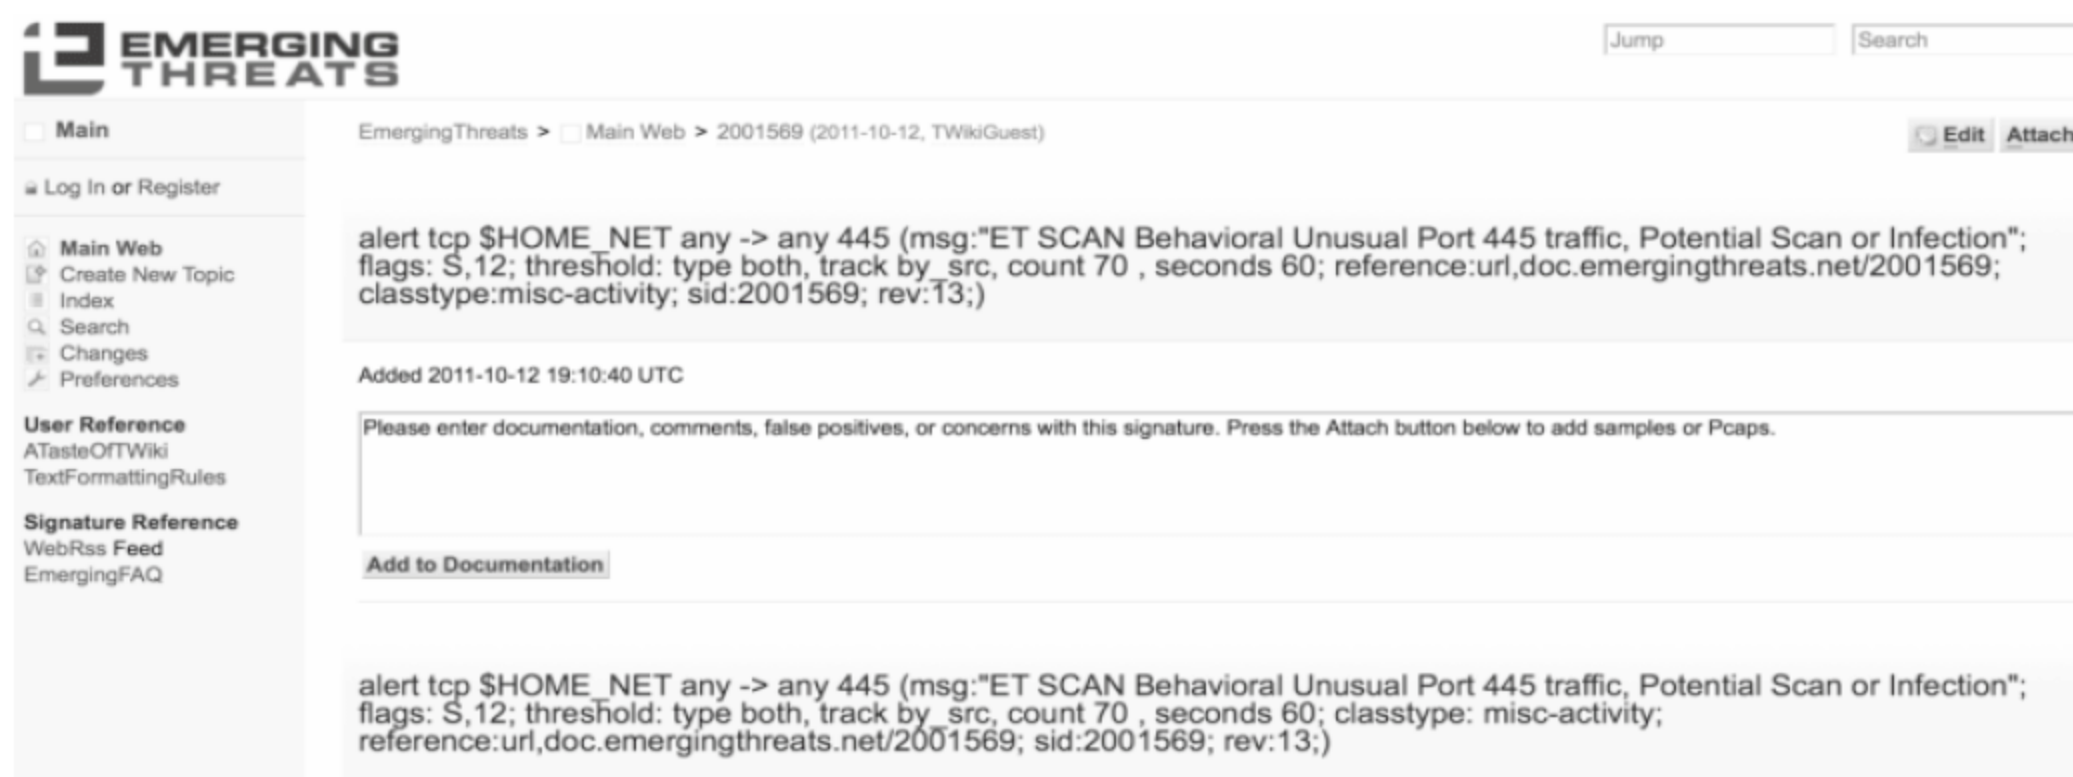 EMERGING
THREATS
Jump
Search
Main
EmergingThreats > Main Web > 2001569 (2011-10-12, TWikiGuest)
Edit
Attach
Log In or Register
Main Web
Create New Topic
Index
Search
Changes
Preferences
User Reference
ATasteOfTWiki
TextFormattingRules
Signature Reference
WebRss Feed
EmergingFAQ
alert tcp $HOME_NET any -> any 445 (msg:"ET SCAN Behavioral Unusual Port 445 traffic, Potential Scan or Infection";
flags: S,12; threshold: type both, track by_src, count 70 , seconds 60; reference:url,doc.emergingthreats.net/2001569;
classtype:misc-activity; sid:2001569; rev:13;)
Added 2011-10-12 19:10:40 UTC
Please enter documentation, comments, false positives, or concerns with this signature. Press the Attach button below to add samples or Pcaps.
Add to Documentation
alert tcp $HOME_NET any -> any 445 (msg:"ET SCAN Behavioral Unusual Port 445 traffic, Potential Scan or Infection";
flags: S,12; threshold: type both, track by_src, count 70 , seconds 60; classtype: misc-activity;
reference:url,doc.emergingthreats.net/2001569; sid:2001569; rev:13;)